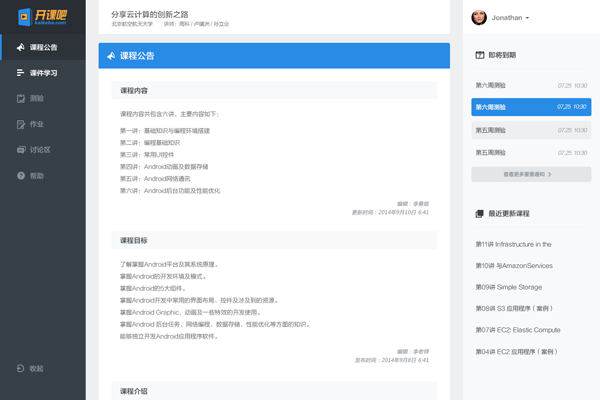 开课吧
kaikeba.com
课程公告
课件学习
测验
作业
讨论区
帮助
收起
分享云计算的创新之路
北京航空航天大学 讲师：周科 / 卢镇洲 / 孙立业
课程公告
课程内容
课程内容共包含六讲，主要内容如下：
第一讲：基础知识与编程环境搭建
第二讲：编程基础知识
第三讲：常用UI控件
第四讲：Android动画及数据存储
第五讲：Android网络通讯
第六讲：Android后台功能及性能优化
编辑：李
更新时间：2014年9月10日 6:41
课程目标
了解掌握Android平台及其系统原理。
掌握Android的开发环境及模式。
掌握Android的5大组件。
掌握Android开发中常用的界面布局、控件及涉及到的资源。
掌握Android Graphic、动画及一些特效的开发使用。
掌握Android 后台任务、网络编程、数据存储、性能优化等方面的知识。
能够独立开发Android应用程序软件。
编辑：李老师
发布时间：2014年9月8日 6:41
课程介绍
Jonathan
即将到期
第六周测验 07.25 10:30
第六周测验 07.25 10:30
第五周测验 07.25 10:30
第五周测验 07.25 10:30
查看更多重要通知
最近更新课程
第11讲 Infrastructure in the
第10讲 与AmazonServices
第09讲 Simple Storage
第08讲 S3 应用程序（案例）
第07讲 EC2: Elastic Compute
第04讲 EC2 应用程序（案例）